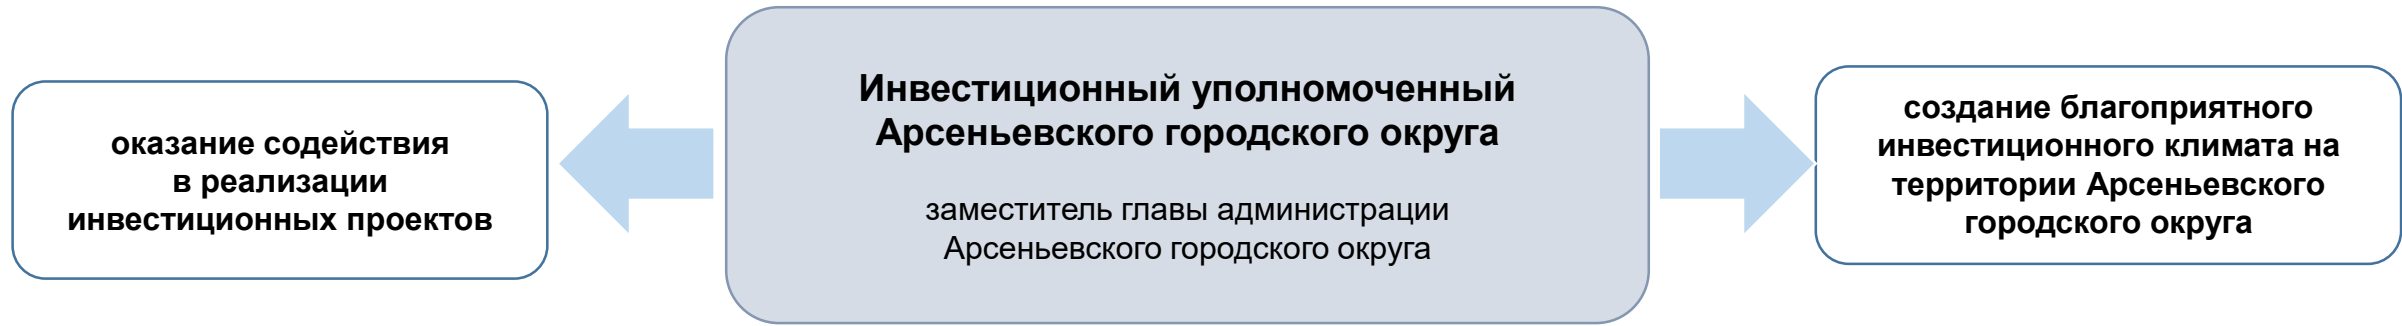 оказание содействия
в реализации
инвестиционных проектов
Инвестиционный уполномоченный
Арсеньевского городского округа
заместитель главы администрации
Арсеньевского городского округа
создание благоприятного
инвестиционного климата на
территории Арсеньевского
городского округа